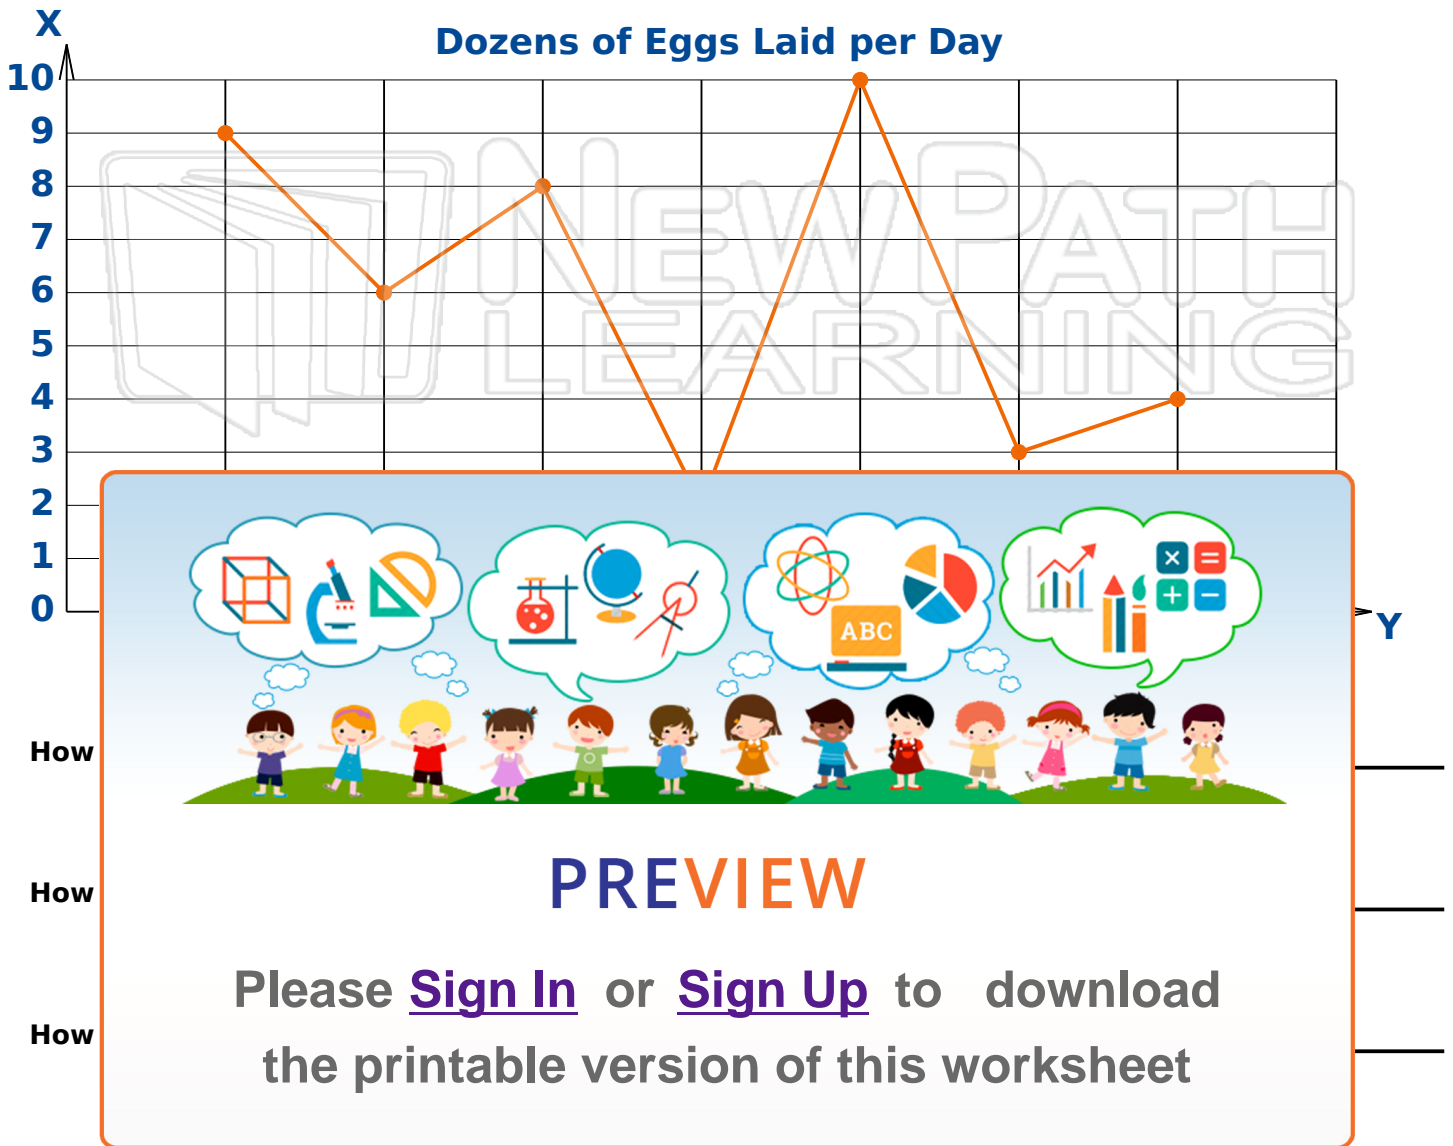 X
Dozens of Eggs Laid per Day
10
9
8
7
6
5
4
3
2
1
0
Y
NEWPATH
LEARNING
ABC
How
How
How
PREVIEW
Please Sign In or Sign Up to download
the printable version of this worksheet